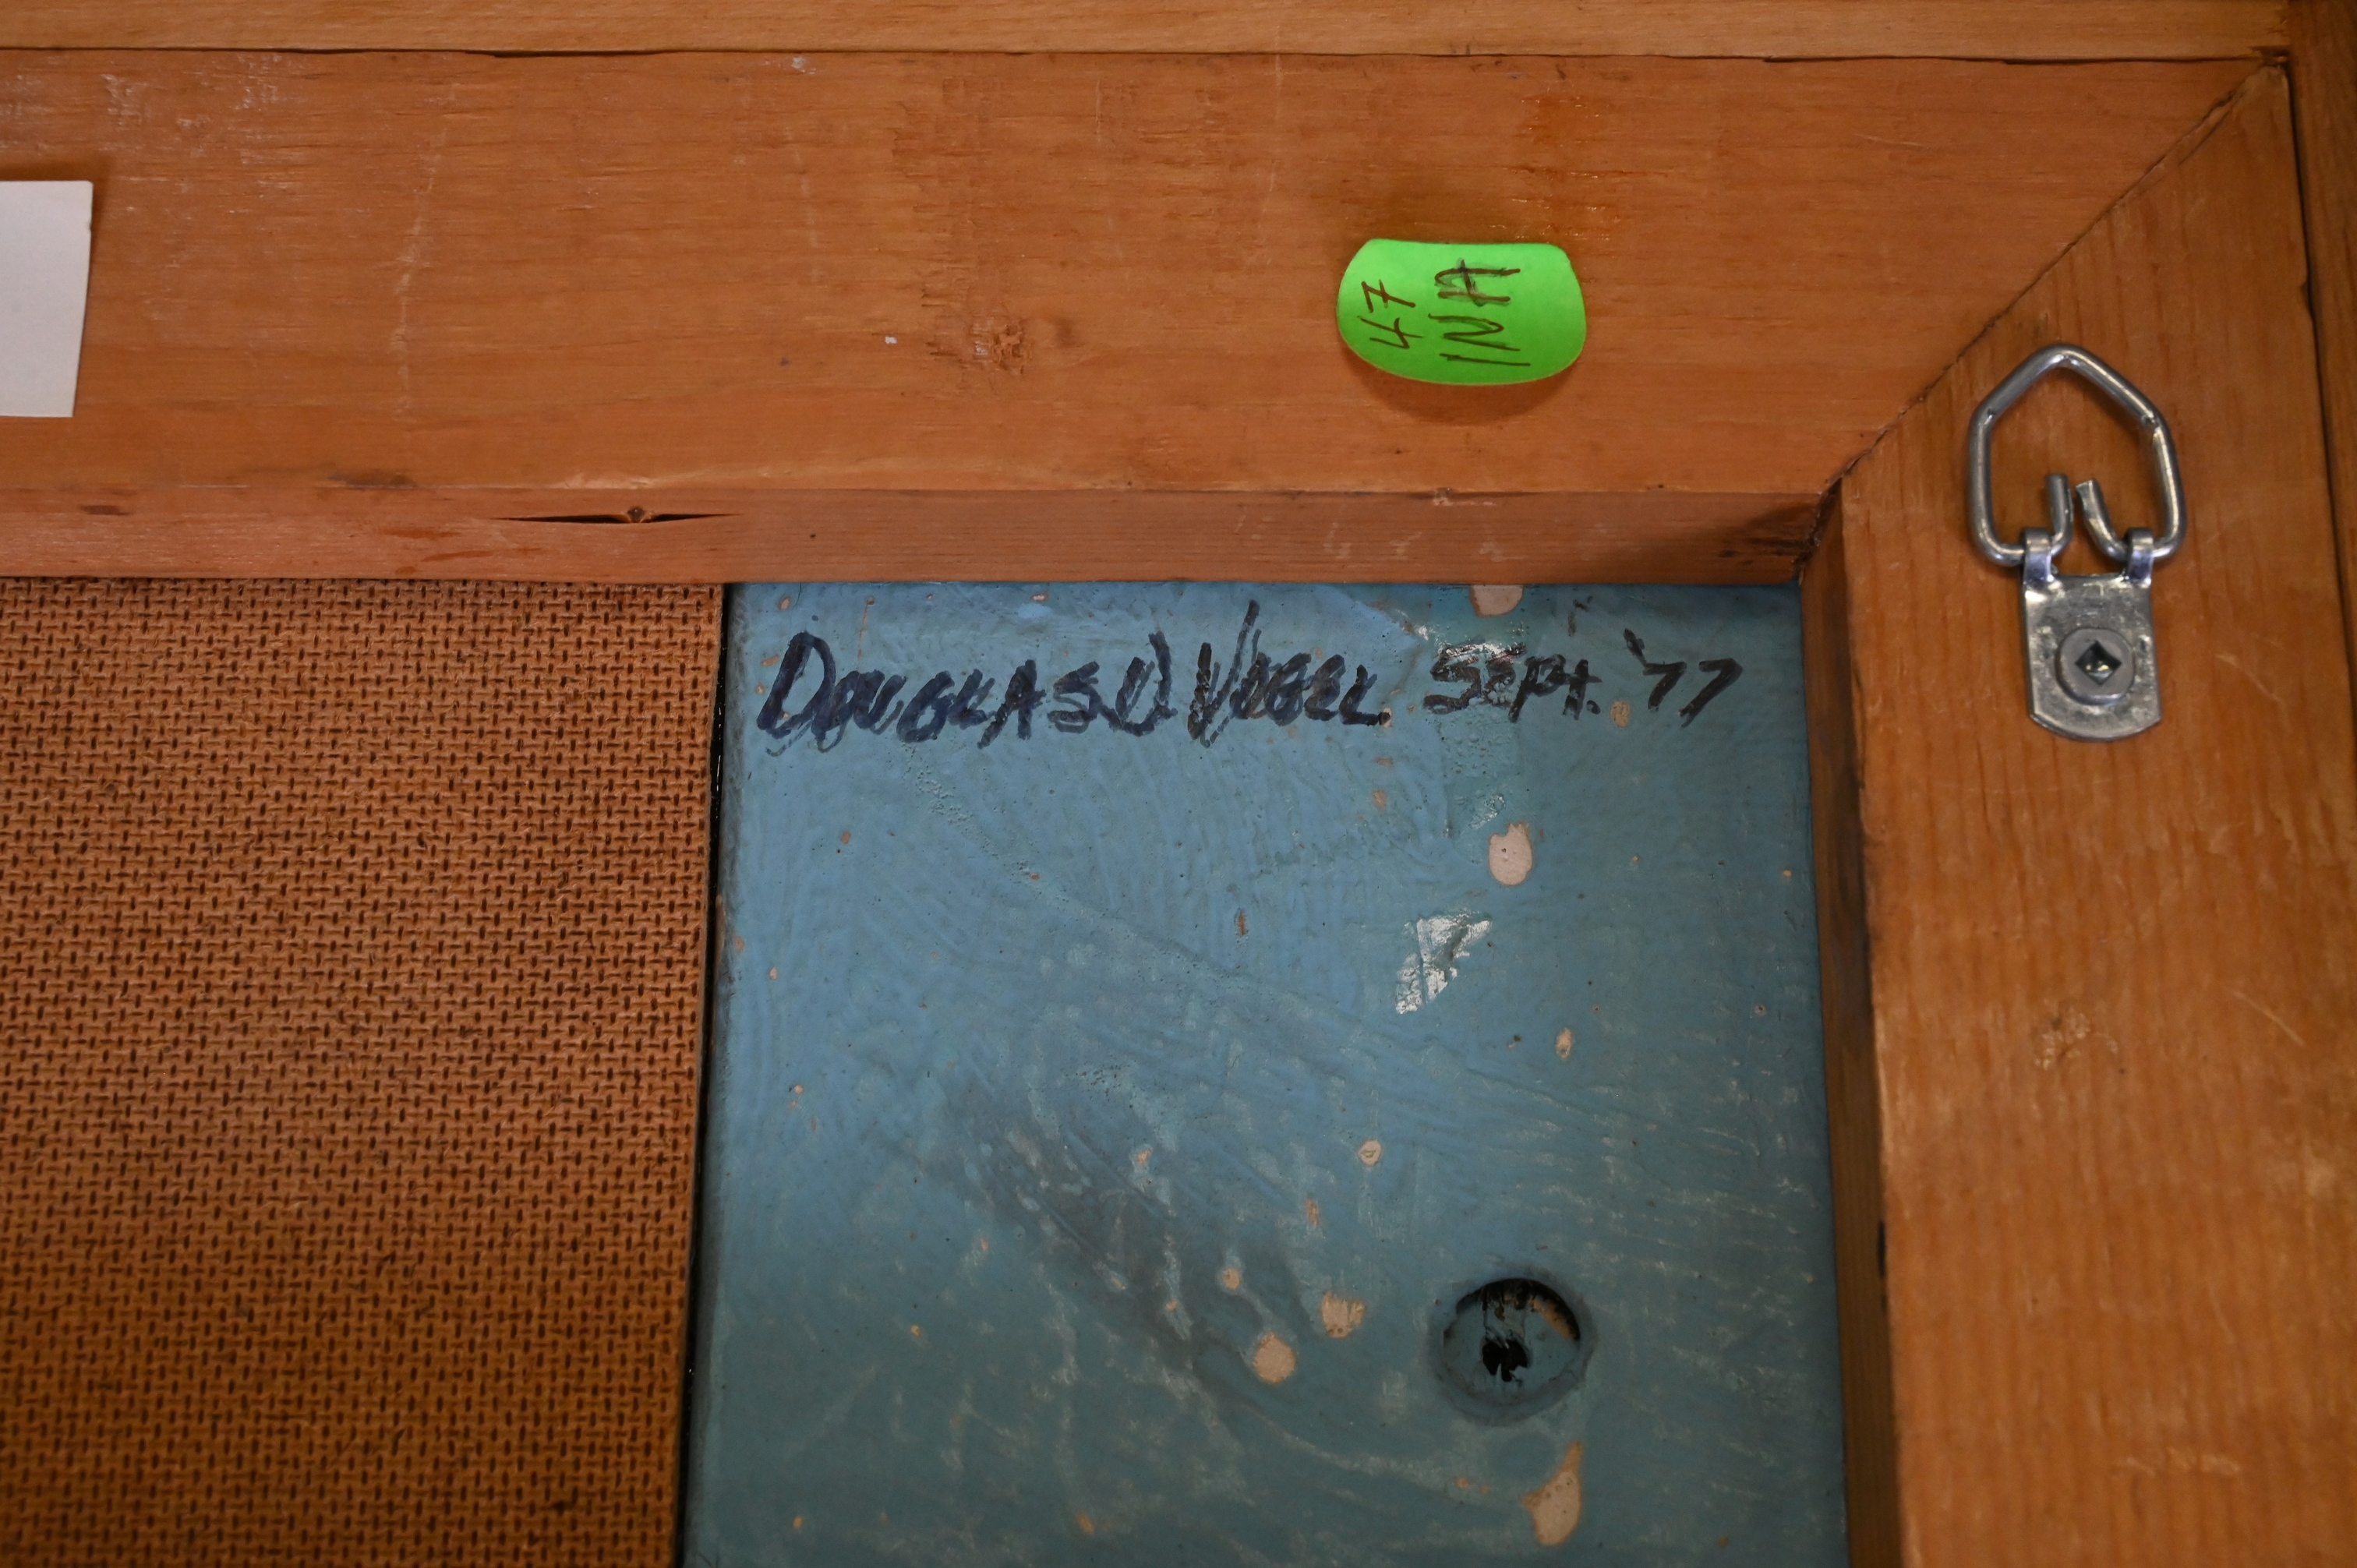 47
INA
DOUGLAS W VOGEL SEPT. '77